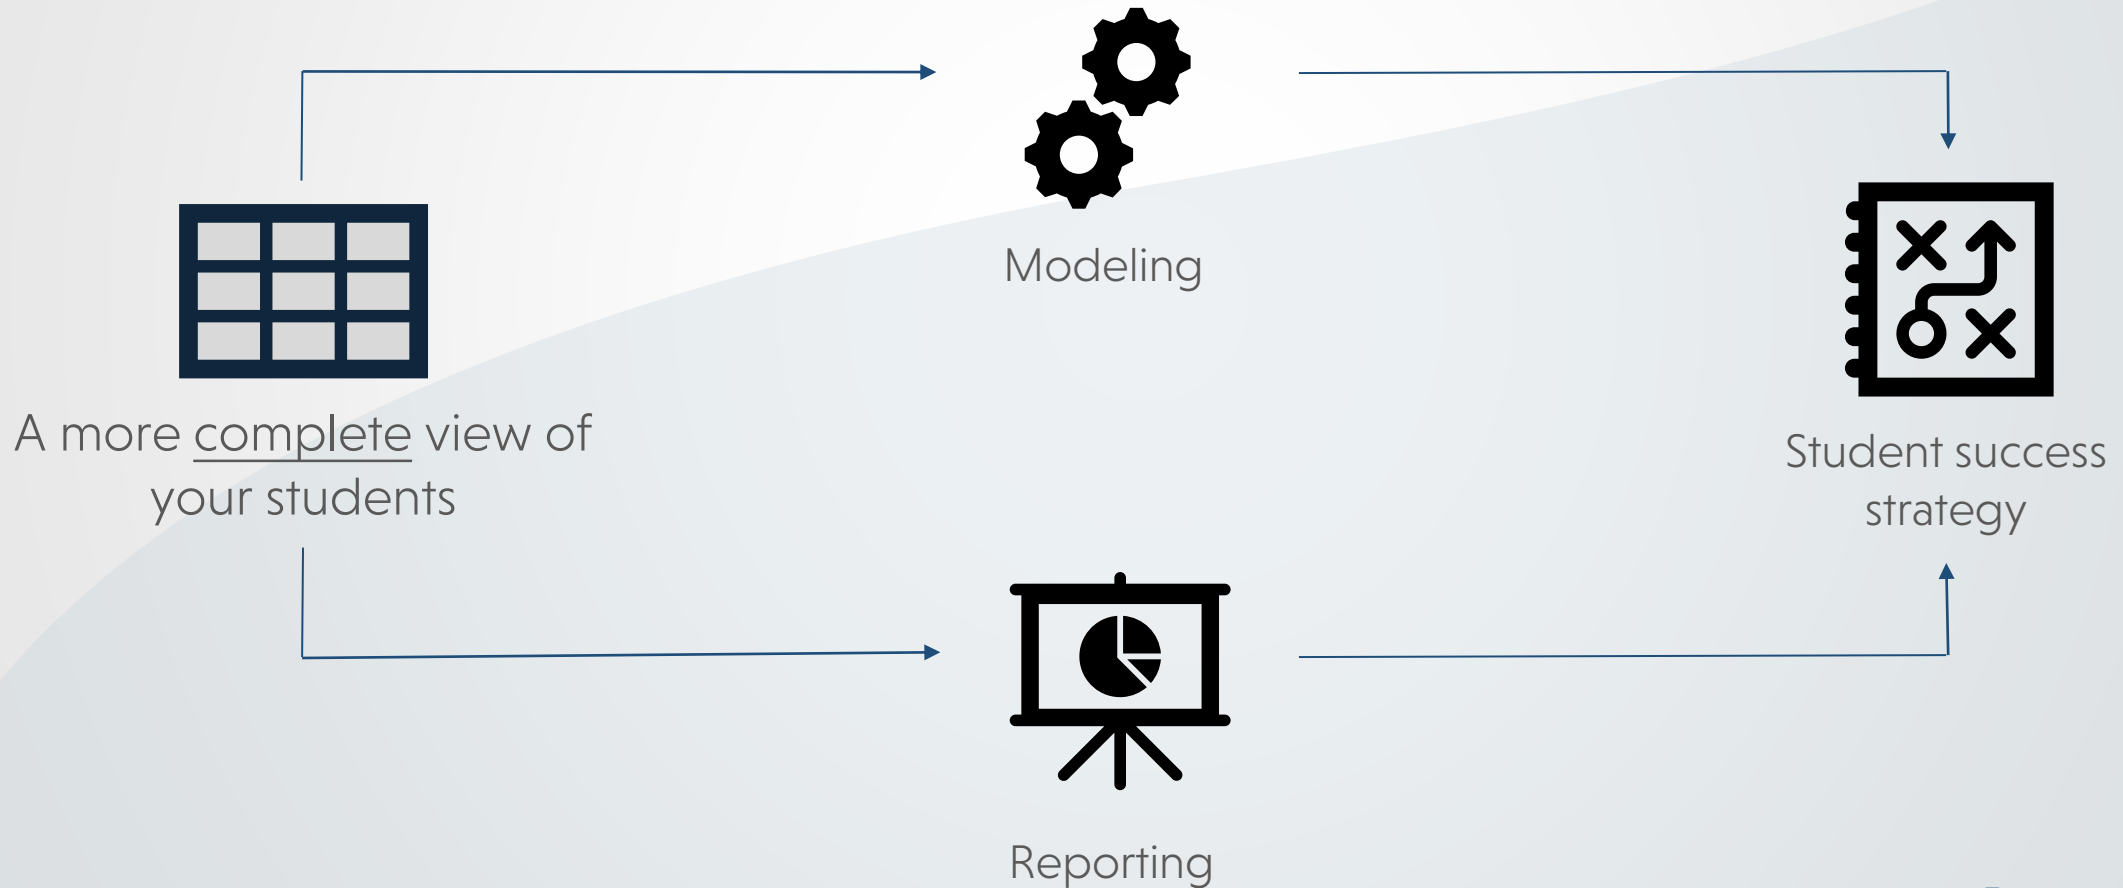 Modeling
A more complete view of
your students
Student success
strategy
Reporting